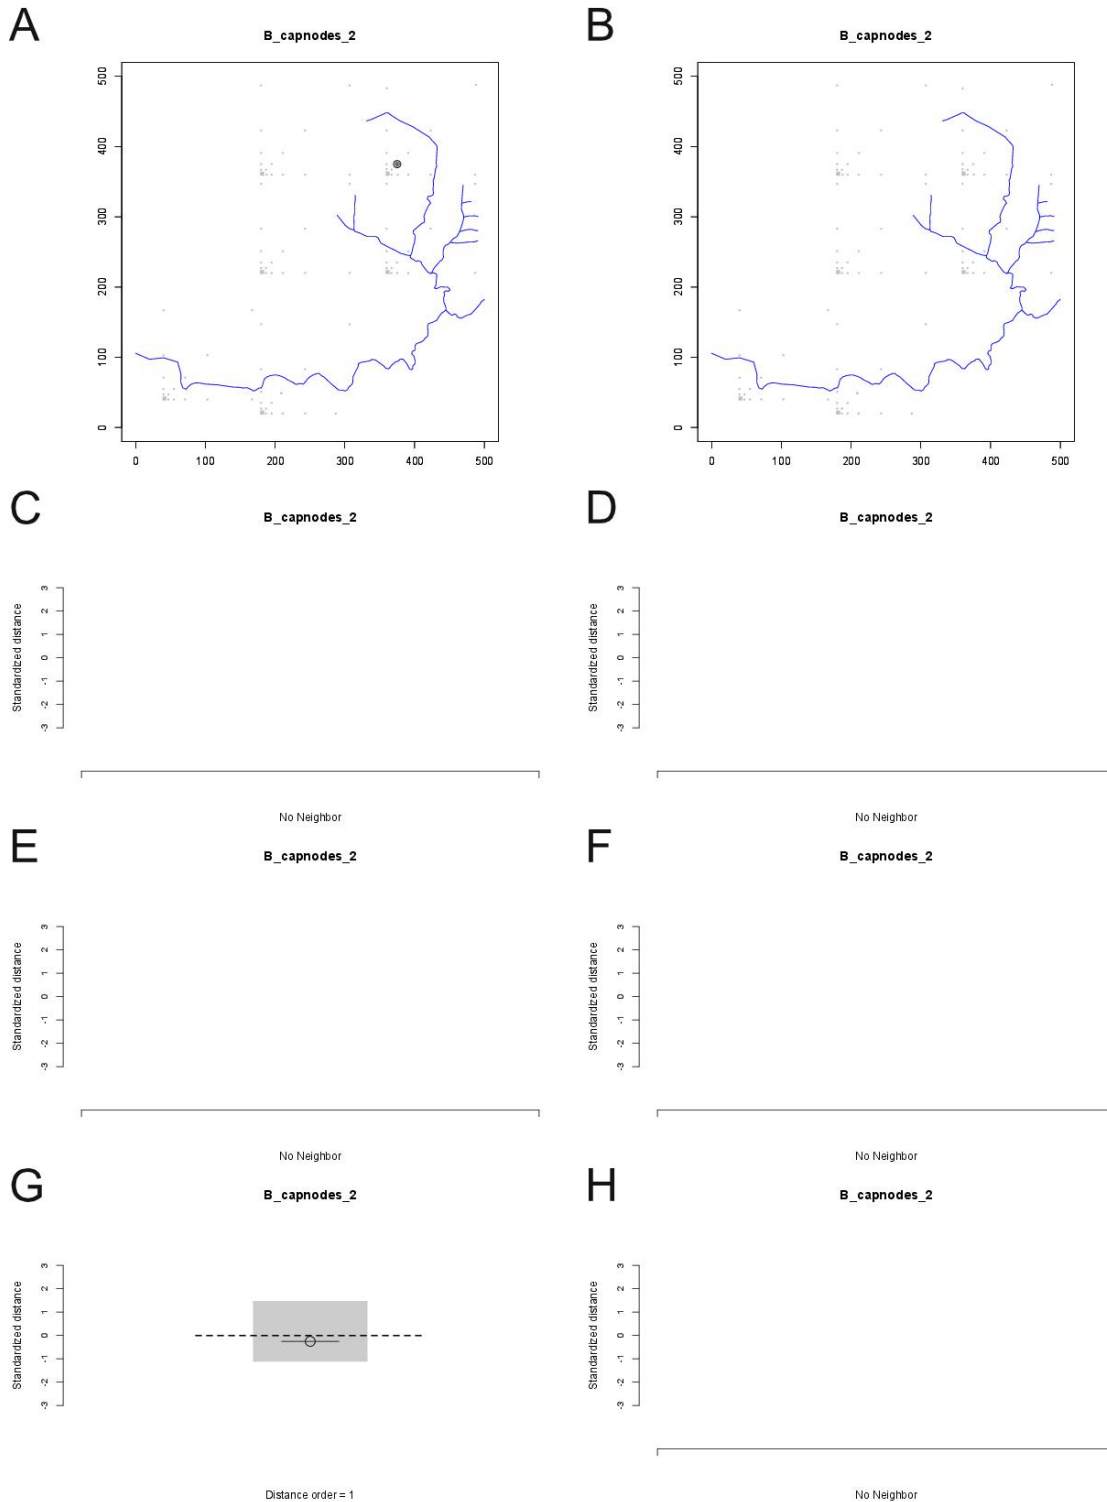 A
B_capnodes_2
500
400
300
200
100
0
0 100 200 300 400 500
B
B_capnodes_2
500
400
300
200
100
0
0 100 200 300 400 500
C
B_capnodes_2
Standardized distance
3
2
1
0
-1
-2
-3
No Neighbor
D
B_capnodes_2
Standardized distance
3
2
1
0
-1
-2
-3
No Neighbor
E
B_capnodes_2
Standardized distance
3
2
1
0
-1
-2
-3
No Neighbor
F
B_capnodes_2
Standardized distance
3
2
1
0
-1
-2
-3
No Neighbor
G
B_capnodes_2
Standardized distance
3
2
1
0
-1
-2
-3
Distance order = 1
H
B_capnodes_2
Standardized distance
3
2
1
0
-1
-2
-3
No Neighbor